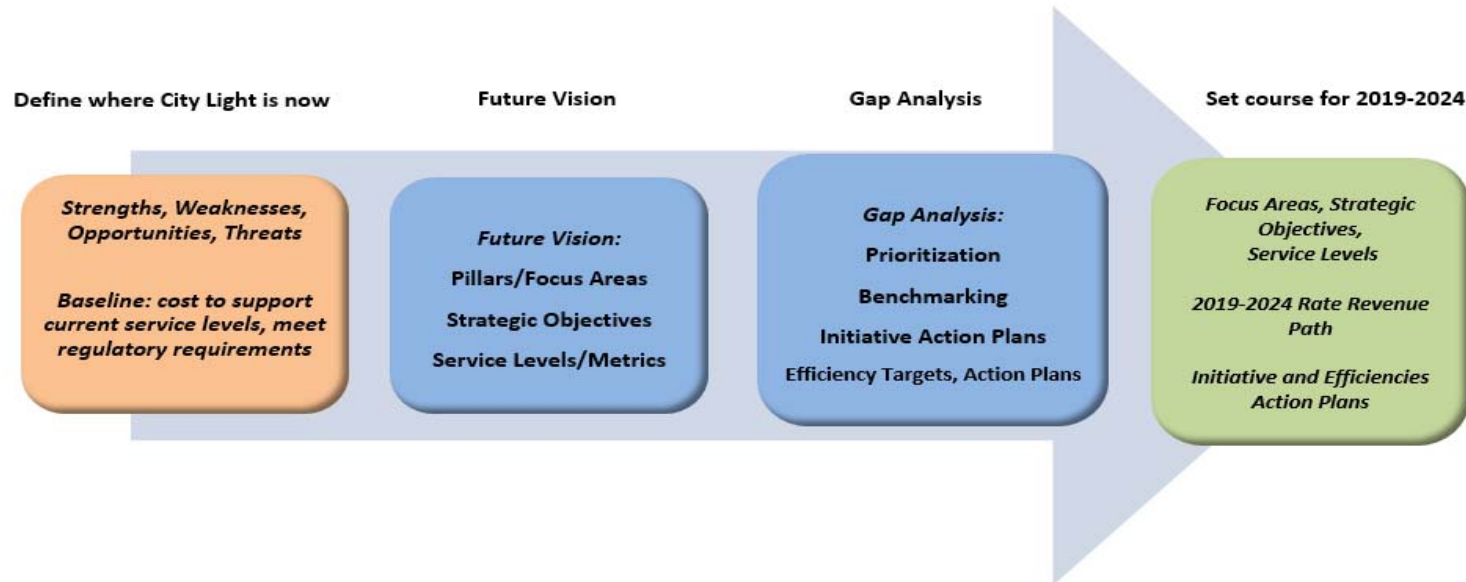 Define where City Light is now
Future Vision
Gap Analysis
Set course for 2019-2024
Strengths, Weaknesses,
Opportunities, Threats
Baseline: cost to support
current service levels, meet
regulatory requirements
Future Vision:
Pillars/Focus Areas
Strategic Objectives
Service Levels/Metrics
Gap Analysis:
Prioritization
Benchmarking
Initiative Action Plans
Efficiency Targets, Action Plans
Focus Areas, Strategic
Objectives,
Service Levels
2019-2024 Rate Revenue
Path
Initiative and Efficiencies
Action Plans